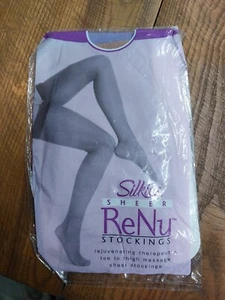 Silkies
SHEER
ReNu
STOCKINGS
rejuvenating therapeutic
toe to thigh massage
sheer stockings